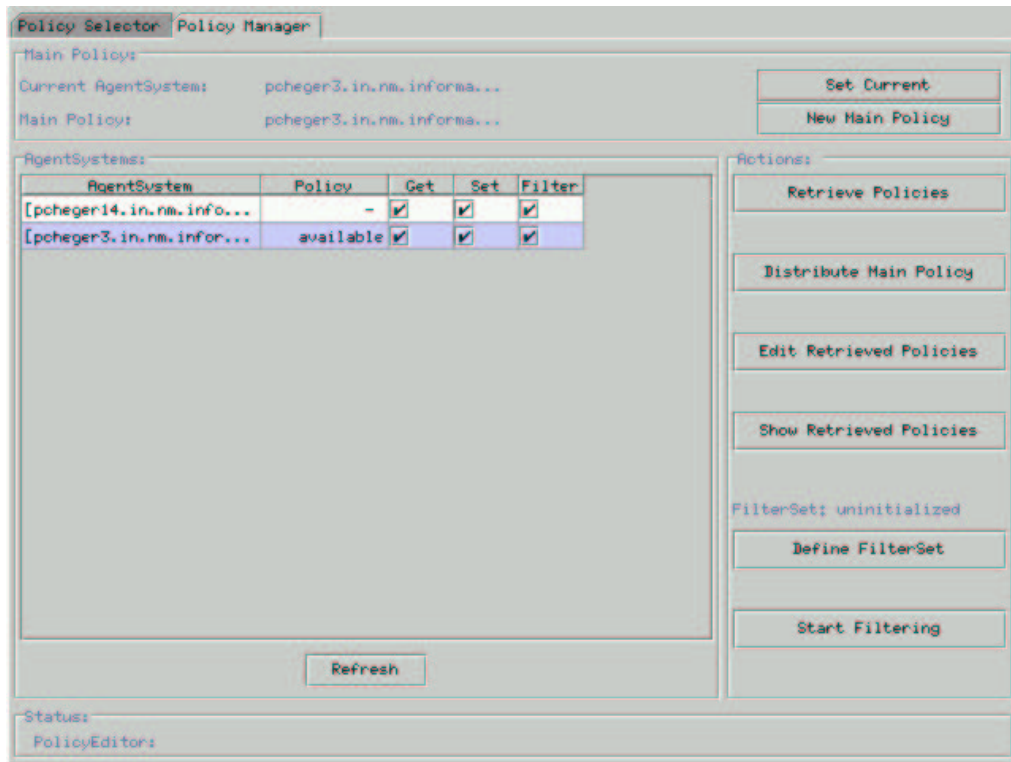 Policy Selector Policy Manager
Main Policy:
Current AgentSystem: pcheger3.in.nm.informa...
Set Current
Main Policy: pcheger3.in.nm.informa...
New Main Policy
AgentSystems:
AgentSystem Policy Get Set Filter
[pcheger14.in.nm.info... -
[pcheger3.in.nm.infor... available
Refresh
Actions:
Retrieve Policies
Distribute Main Policy
Edit Retrieved Policies
Show Retrieved Policies
FilterSet: uninitialized
Define FilterSet
Start Filtering
Status:
PolicyEditor: